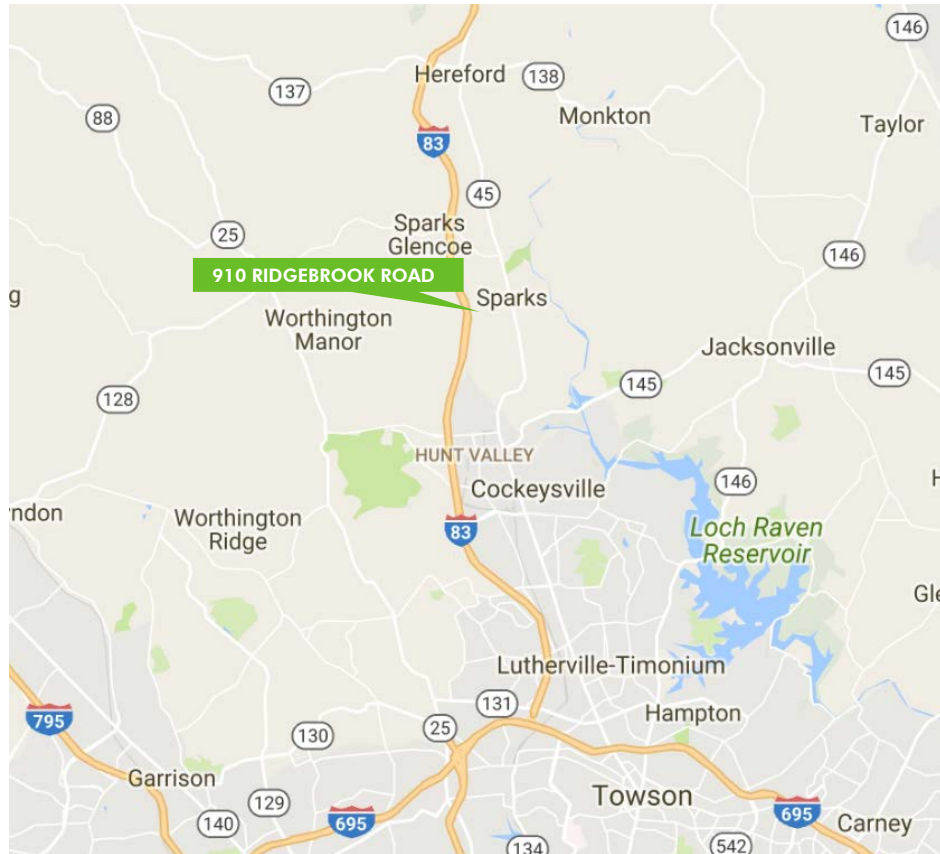 146
Hereford
138
137
Monkton
88
Taylor
83
45
25
Sparks
Glencoe
146
910 RIDGEBROOK ROAD
g
Sparks
Worthington
Manor
Jacksonville
145
145
128
HUNT VALLEY
146
H
Cockeysville
ndon
Worthington
Ridge
83
Loch Raven
Reservoir
Gle
Lutherville-Timonium
131
Hampton
795
25
130
Garrison
Towson
129
140
695
695
Carney
134
542